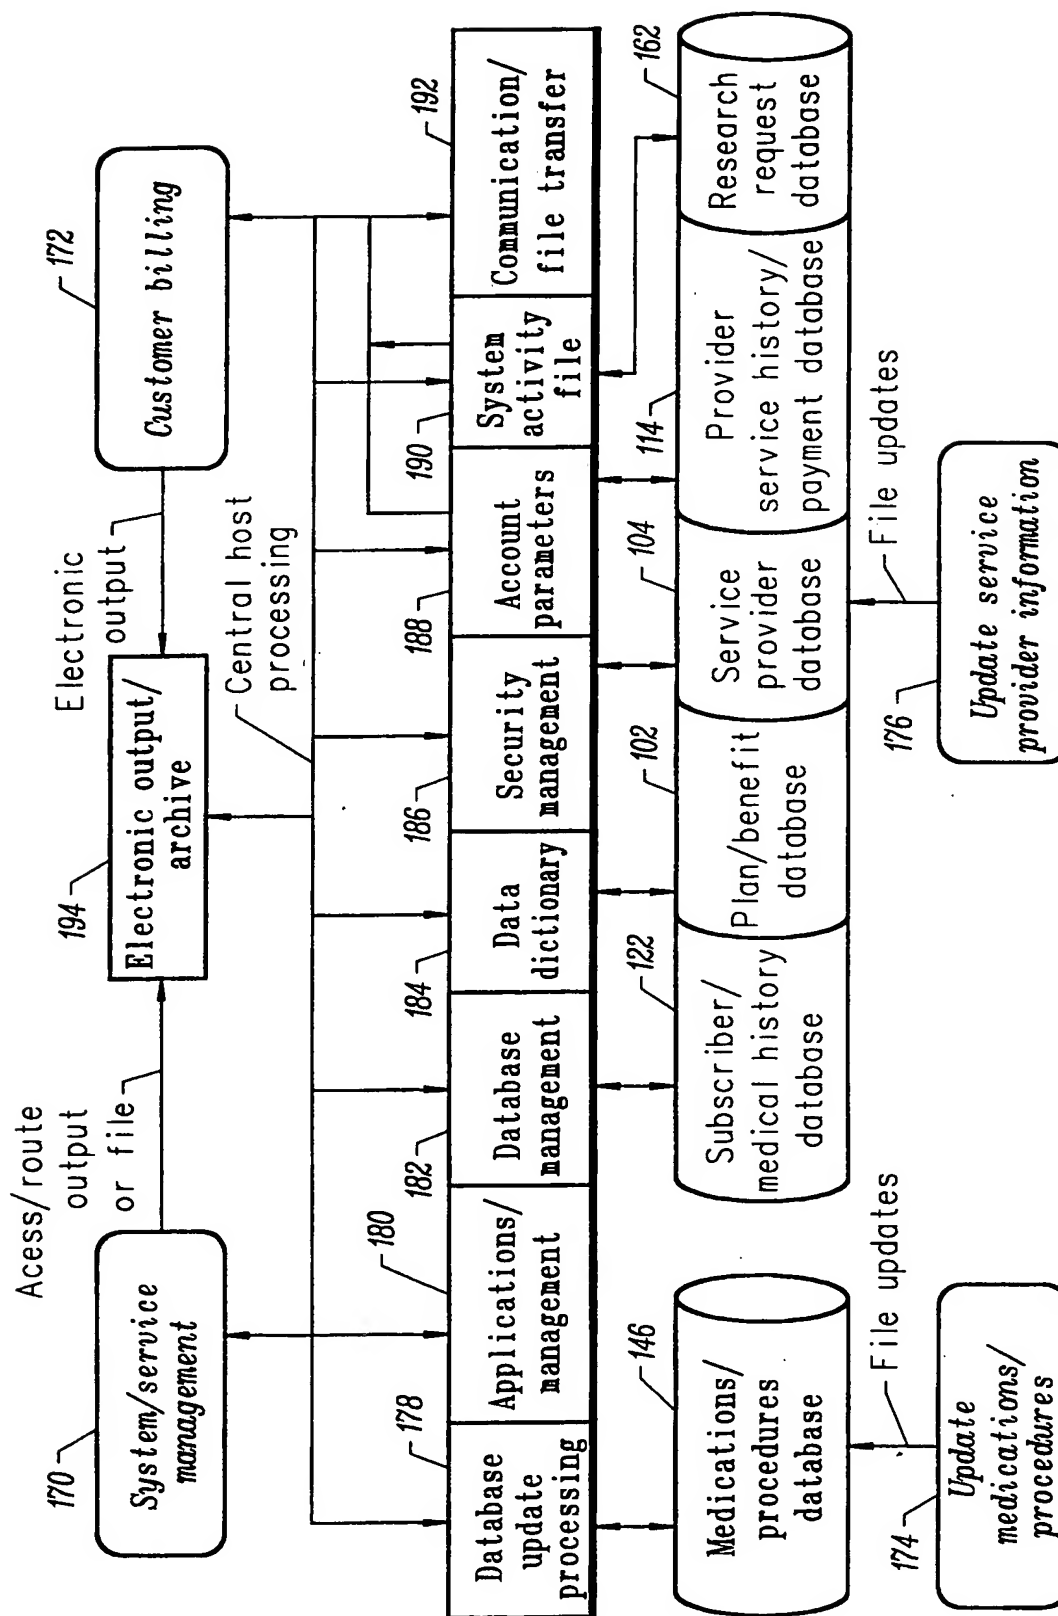 Acess/route
output
or file
Electronic
output
170
System/service
management
194
Electronic output/
archive
172
Customer billing
Central host
processing
178
Database
update
processing
180
Applications/
management
182
Database
management
184
Data
dictionary
186
Security
management
188
Account
parameters
190
System
activity
file
192
Communication/
file transfer
146
Medications/
procedures
database
122
Subscriber/
medical history
database
102
Plan/benefit
database
104
Service
provider
database
114
Provider
service history/
payment database
162
Research
request
database
File updates
File updates
174
Update
medications/
procedures
176
Update service
provider information